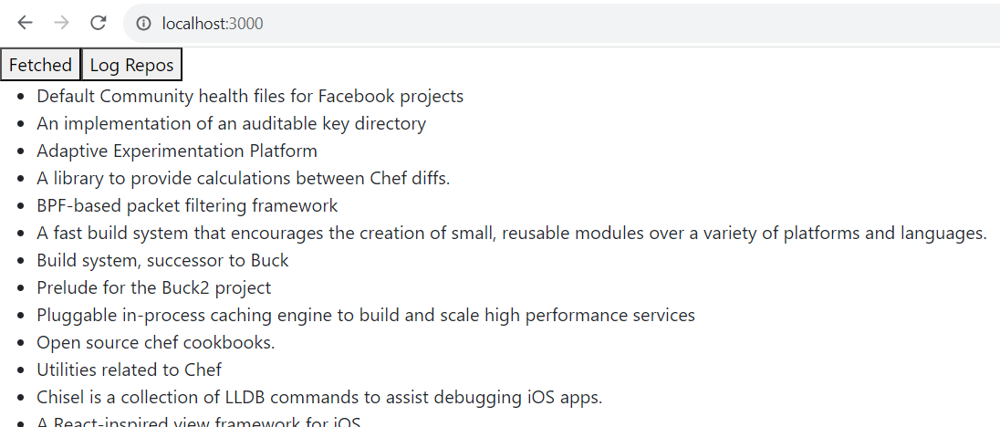 localhost:3000
Fetched Log Repos
Default Community health files for Facebook projects
An implementation of an auditable key directory
Adaptive Experimentation Platform
A library to provide calculations between Chef diffs.
BPF-based packet filtering framework
A fast build system that encourages the creation of small, reusable modules over a variety of platforms and languages.
Build system, successor to Buck
Prelude for the Buck2 project
Pluggable in-process caching engine to build and scale high performance services
Open source chef cookbooks.
Utilities related to Chef
Chisel is a collection of LLDB commands to assist debugging iOS apps.
A React-inspired view framework for iOS